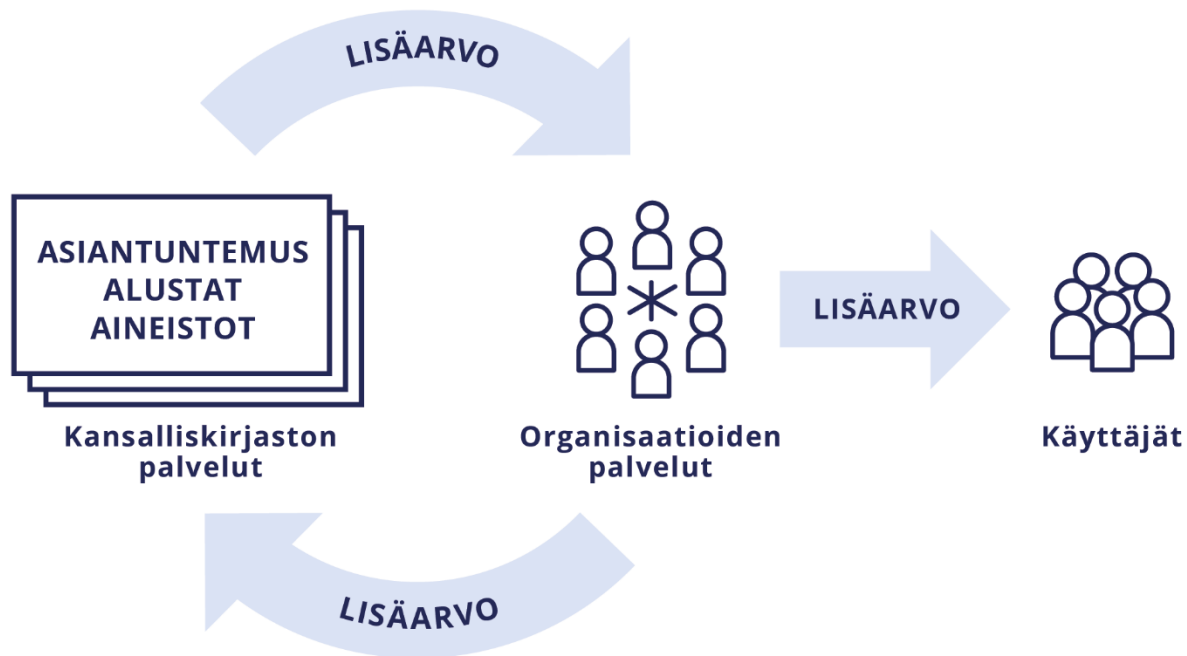 LISÄARVO
ASIANTUNTEMUS
ALUSTAT
AINEISTOT
Kansalliskirjaston
palvelut
Organisaatioiden
palvelut
LISÄARVO
Käyttäjät
LISÄARVO